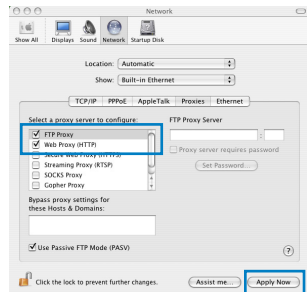 Network
Show All
Displays
Sound
Network
Startup Disk
Location:
Automatic
Show:
Built-in Ethernet
TCP/IP
PPPoE
AppleTalk
Proxies
Ethernet
Select a proxy server to configure:
FTP Proxy
Web Proxy (HTTP)
Secure Web Proxy (HTTPS)
Streaming Proxy (RTSP)
SOCKS Proxy
Gopher Proxy
FTP Proxy Server
:
Proxy server requires password
Set Password...
Bypass proxy settings for
these Hosts & Domains:
Use Passive FTP Mode (PASV)
?
Click the lock to prevent further changes.
Assist me...
Apply Now